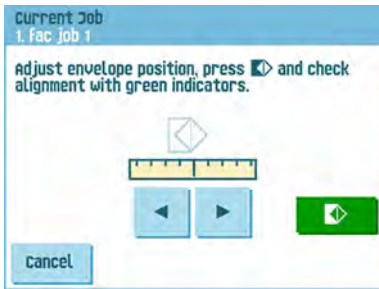 Current Job
1. Fac job 1
Adjust envelope position, press and check
alignment with green indicators.
Cancel